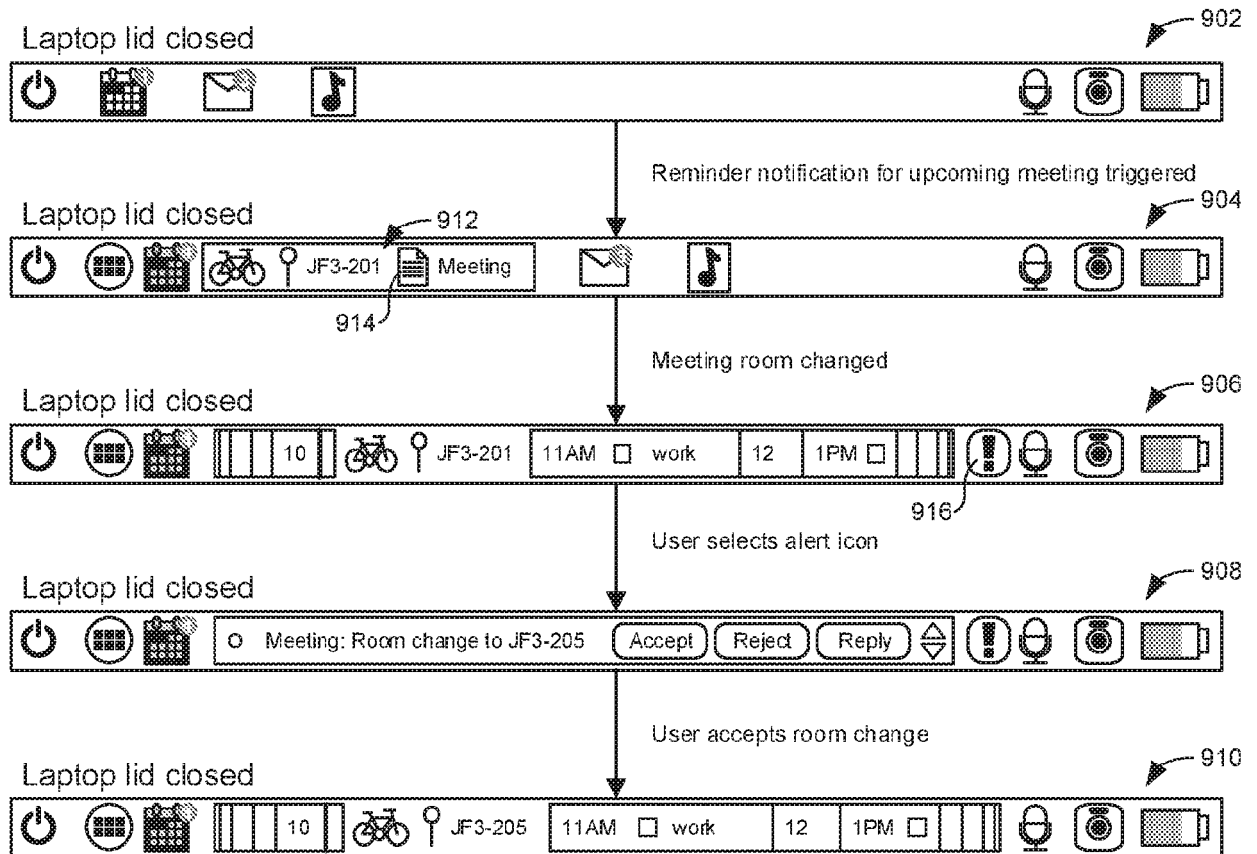 902
Laptop lid closed
Reminder notification for upcoming meeting triggered
904
Laptop lid closed
912
JF3-201 Meeting
914
Meeting room changed
906
Laptop lid closed
10 JF3-201 11AM work 12 1PM
916
User selects alert icon
908
Laptop lid closed
Meeting: Room change to JF3-205 Accept Reject Reply
User accepts room change
910
Laptop lid closed
10 JF3-205 11AM work 12 1PM